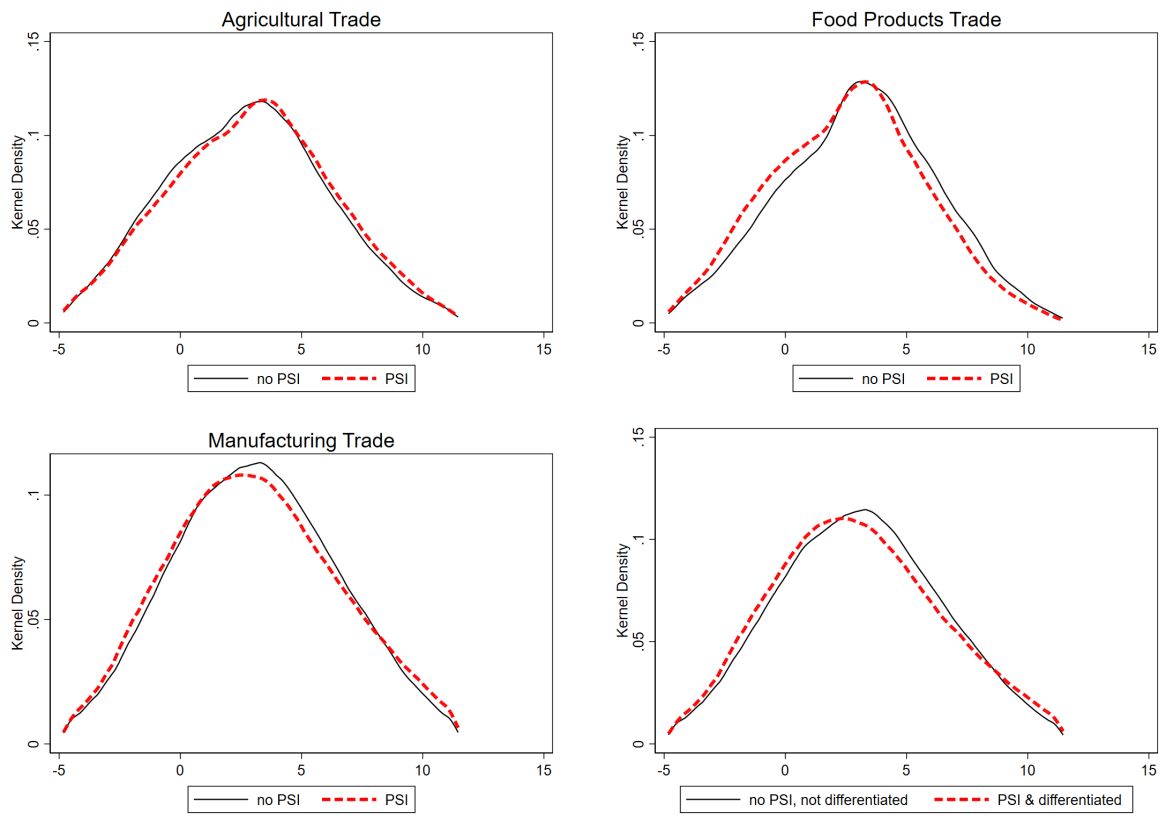 Agricultural Trade
Kernel Density
0 .05 .1 .15
-5 0 5 10 15
no PSI PSI
Food Products Trade
Kernel Density
0 .05 .1 .15
-5 0 5 10 15
no PSI PSI
Manufacturing Trade
Kernel Density
0 .05 .1
-5 0 5 10 15
no PSI PSI
Kernel Density
0 .05 .1 .15
-5 0 5 10 15
no PSI, not differentiated PSI & differentiated